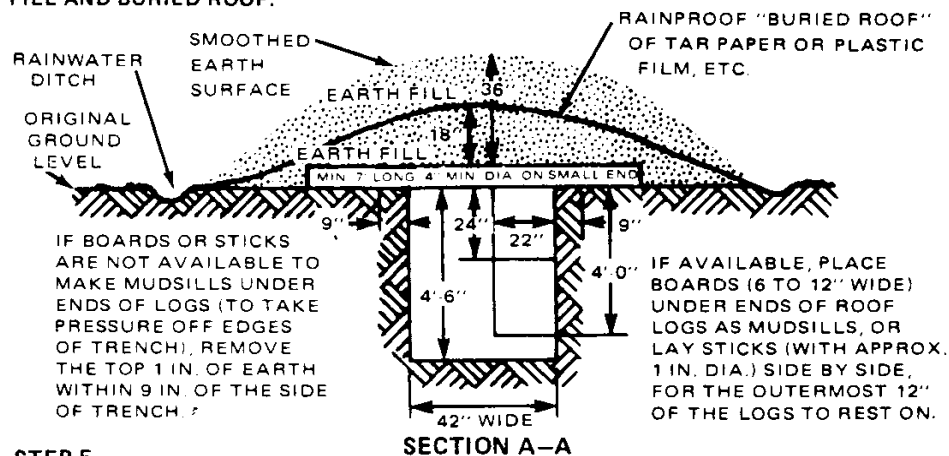 FILL AND BURIED ROOF.
RAINPROOF "BURIED ROOF"
OF TAR PAPER OR PLASTIC
FILM, ETC.
SMOOTHED
EARTH
SURFACE
RAINWATER
DITCH
ORIGINAL
GROUND
LEVEL
36
EARTH FILL
18"
EARTH FILL
MIN 7' LONG 4" MIN DIA ON SMALL END
9"
24"
22"
9"
4'-6"
4'-0"
IF BOARDS OR STICKS
ARE NOT AVAILABLE TO
MAKE MUDSILLS UNDER
ENDS OF LOGS (TO TAKE
PRESSURE OFF EDGES
OF TRENCH), REMOVE
THE TOP 1 IN. OF EARTH
WITHIN 9 IN. OF THE SIDE
OF TRENCH.
IF AVAILABLE, PLACE
BOARDS (6 TO 12" WIDE)
UNDER ENDS OF ROOF
LOGS AS MUDSILLS, OR
LAY STICKS (WITH APPROX.
1 IN. DIA.) SIDE BY SIDE,
FOR THE OUTERMOST 12"
OF THE LOGS TO REST ON.
42" WIDE
SECTION A–A